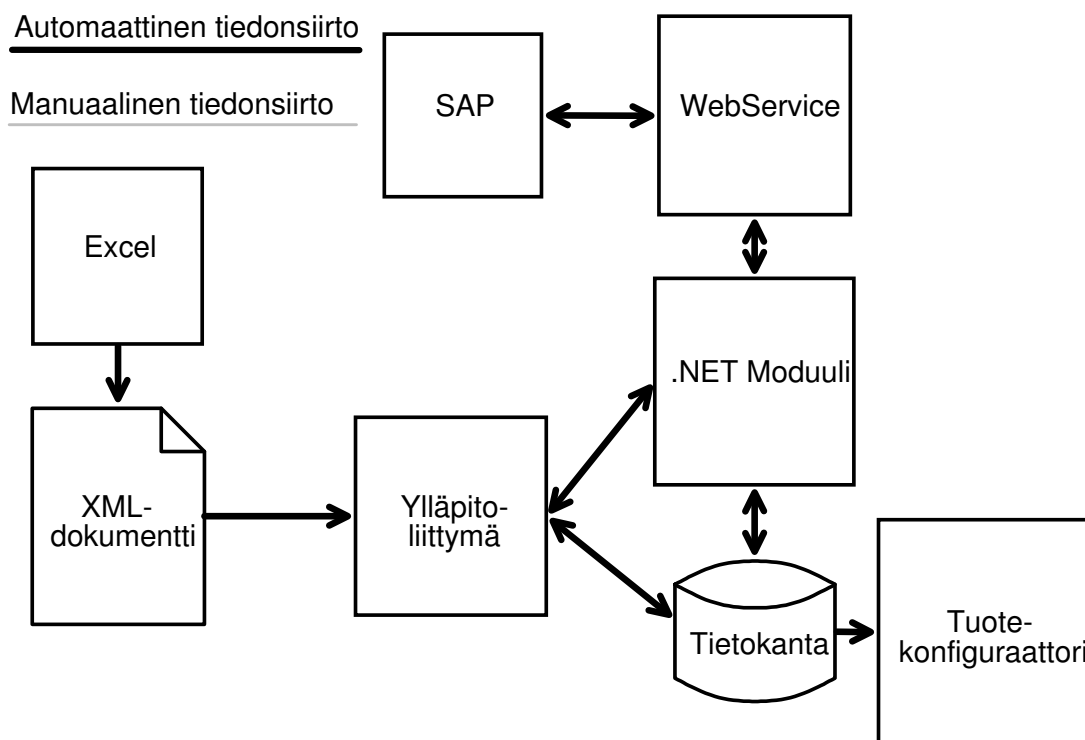 Automaattinen tiedonsiirto
Manuaalinen tiedonsiirto
SAP
WebService
Excel
.NET Moduuli
XML-
dokumentti
Ylläpito-
liittymä
Tietokanta
Tuote-
konfiguraattori